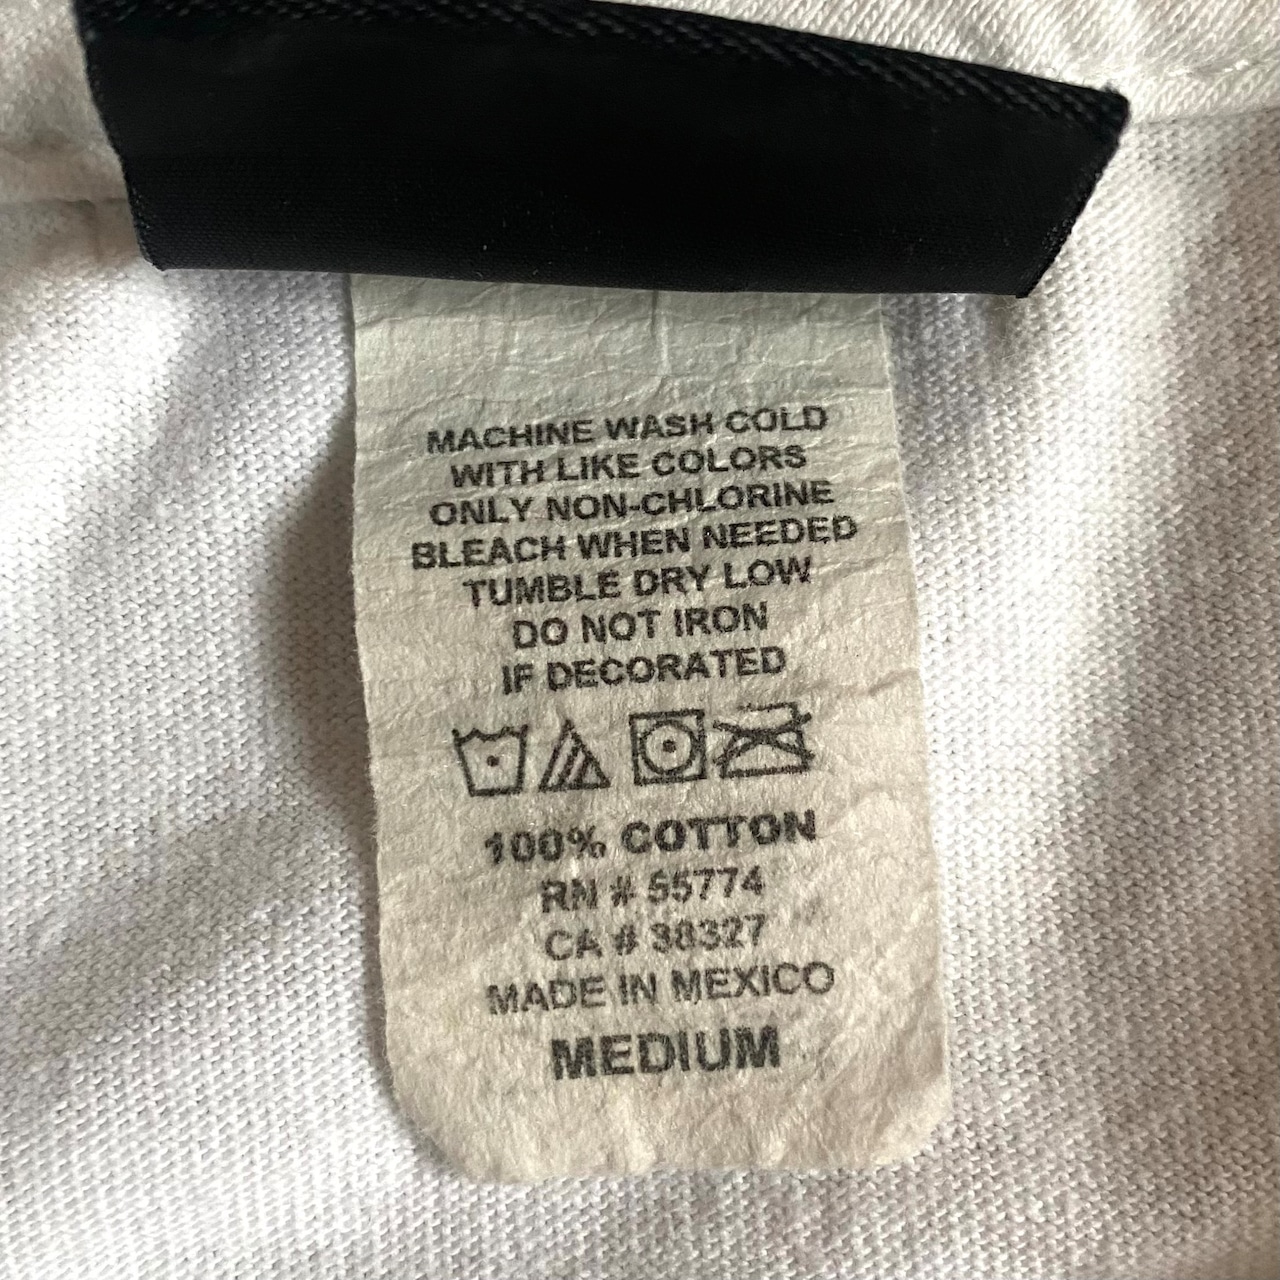 MACHINE WASH COLD
WITH LIKE COLORS
ONLY NON-CHLORINE
BLEACH WHEN NEEDED
TUMBLE DRY LOW
DO NOT IRON
IF DECORATED
100% COTTON
RN # 55774
CA # 38327
MADE IN MEXICO
MEDIUM